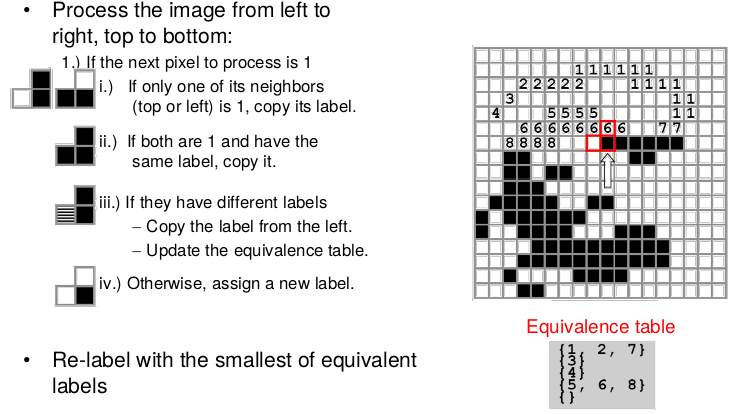 • Process the image from left to
right, top to bottom:
1.) If the next pixel to process is 1
i.) If only one of its neighbors
(top or left) is 1, copy its label.
ii.) If both are 1 and have the
same label, copy it.
iii.) If they have different labels
– Copy the label from the left.
– Update the equivalence table.
iv.) Otherwise, assign a new label.
• Re-label with the smallest of equivalent
labels
1 1 1 1 1 1
2 2 2 2 2 1 1 1 1
3 1 1
4 5 5 5 5 1 1
6 6 6 6 6 6 6 6 7 7
8 8 8 8
Equivalence table
{1 2, 7}
{3}
{4}
{5, 6, 8}
{}